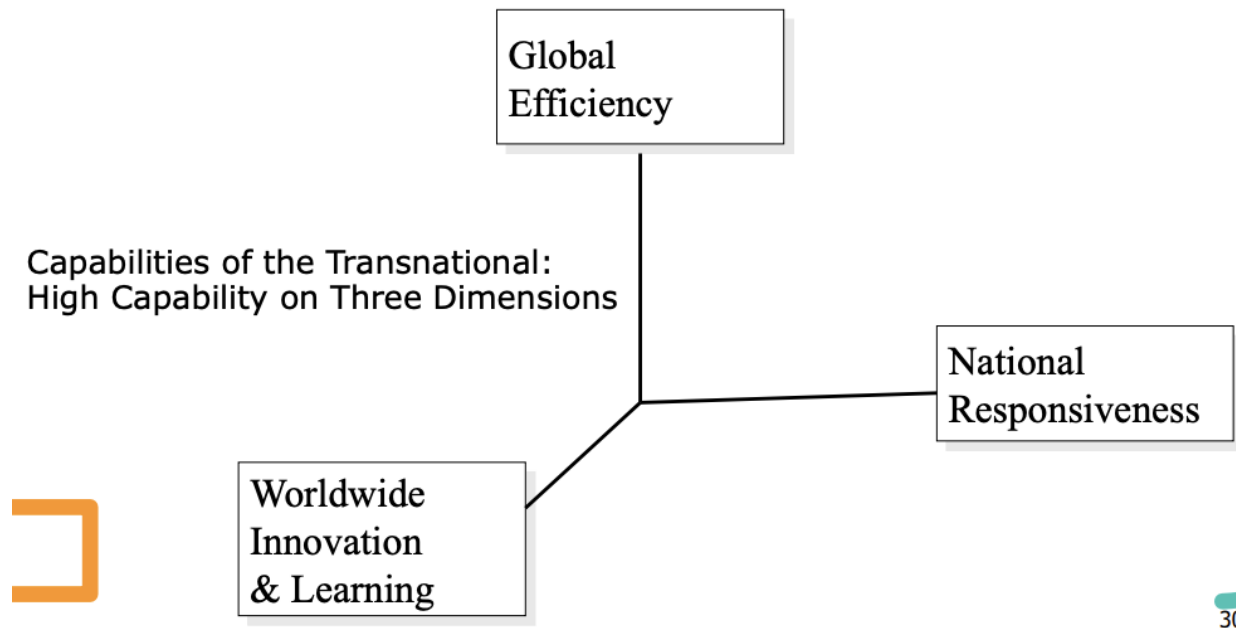 Global
Efficiency
Capabilities of the Transnational:
High Capability on Three Dimensions
National
Responsiveness
Worldwide
Innovation
& Learning